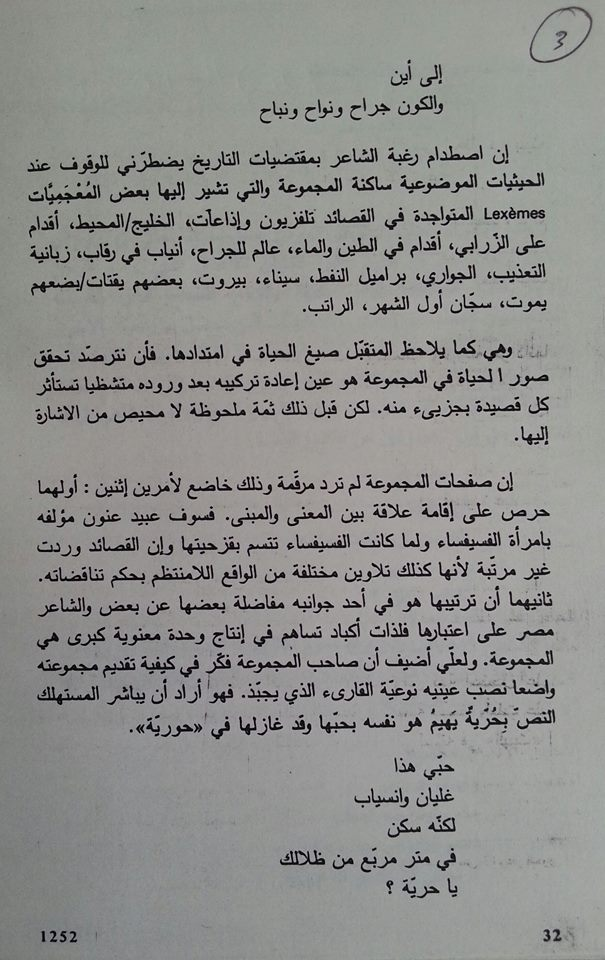 3
إلى أين
والكون جراح ونواح ونباح
إن اصطدام رغبة الشاعر بمقتضيات التاريخ يضطرّني للوقوف عند
الحيثيات الموضوعية ساكنة المجموعة والتي تشير إليها بعض المُعْجَمِيَّات
Lexèmes المتواجدة في القصائد تلفزيون وإذاعآت، الخليج/المحيط، أقدام
على الزّرابي، أقدام في الطين والماء، عالم للجراح، أنياب في رقاب، زبانية
التعذيب، الجواري، براميل النفط، سيناء، بيروت، بعضهم يقتات/بضعهم
يموت، سجّان أول الشهر، الراتب.
وهي كما يلاحظ المتقبّل صيغ الحياة في امتدادها. فأن نترصّد تحقق
صور ا لحياة في المجموعة هو عين إعادة تركيبه بعد وروده متشظيا تستأثر
كل قصيدة بجزيىء منه. لكن قبل ذلك ثمّة ملحوظة لا محيص من الاشارة
إليها.
إن صفحات المجموعة لم ترد مرقّمة وذلك خاضع لأمرين إثنين : أولهما
حرص على إقامة علاقة بين المعنى والمبنى. فسوف عبيد عنون مؤلفه
بامرأة الفسيفساء ولما كانت الفسيفساء تتسم بقزحيتها وإن القصائد وردت
غير مرتّبة لأنها كذلك تلاوين مختلفة من الواقع اللامنتظم بحكم تناقضاته.
ثانيهما أن ترتيبها هو في أحد جوانبه مفاضلة بعضها عن بعض والشاعر
مصر على اعتبارها فلذات أكباد تساهم في إنتاج وحدة معنوية كبرى هي
المجموعة. ولعلّي أضيف أن صاحب المجموعة فكّر في كيفية تقديم مجموعته
واضعا نصب عينيه نوعيّة القارىء الذي يجبّذ. فهو أراد أن يباشر المستهلك
النصّ بِحُرّيةٍ يَهيمُ هو نفسه بحبّها وقد غازلها في «حوريّة».
حبّي هذا
غليان وانسياب
لكنّه سكن
في متر مربّع من ظلالك
يا حريّة ؟
1252
32